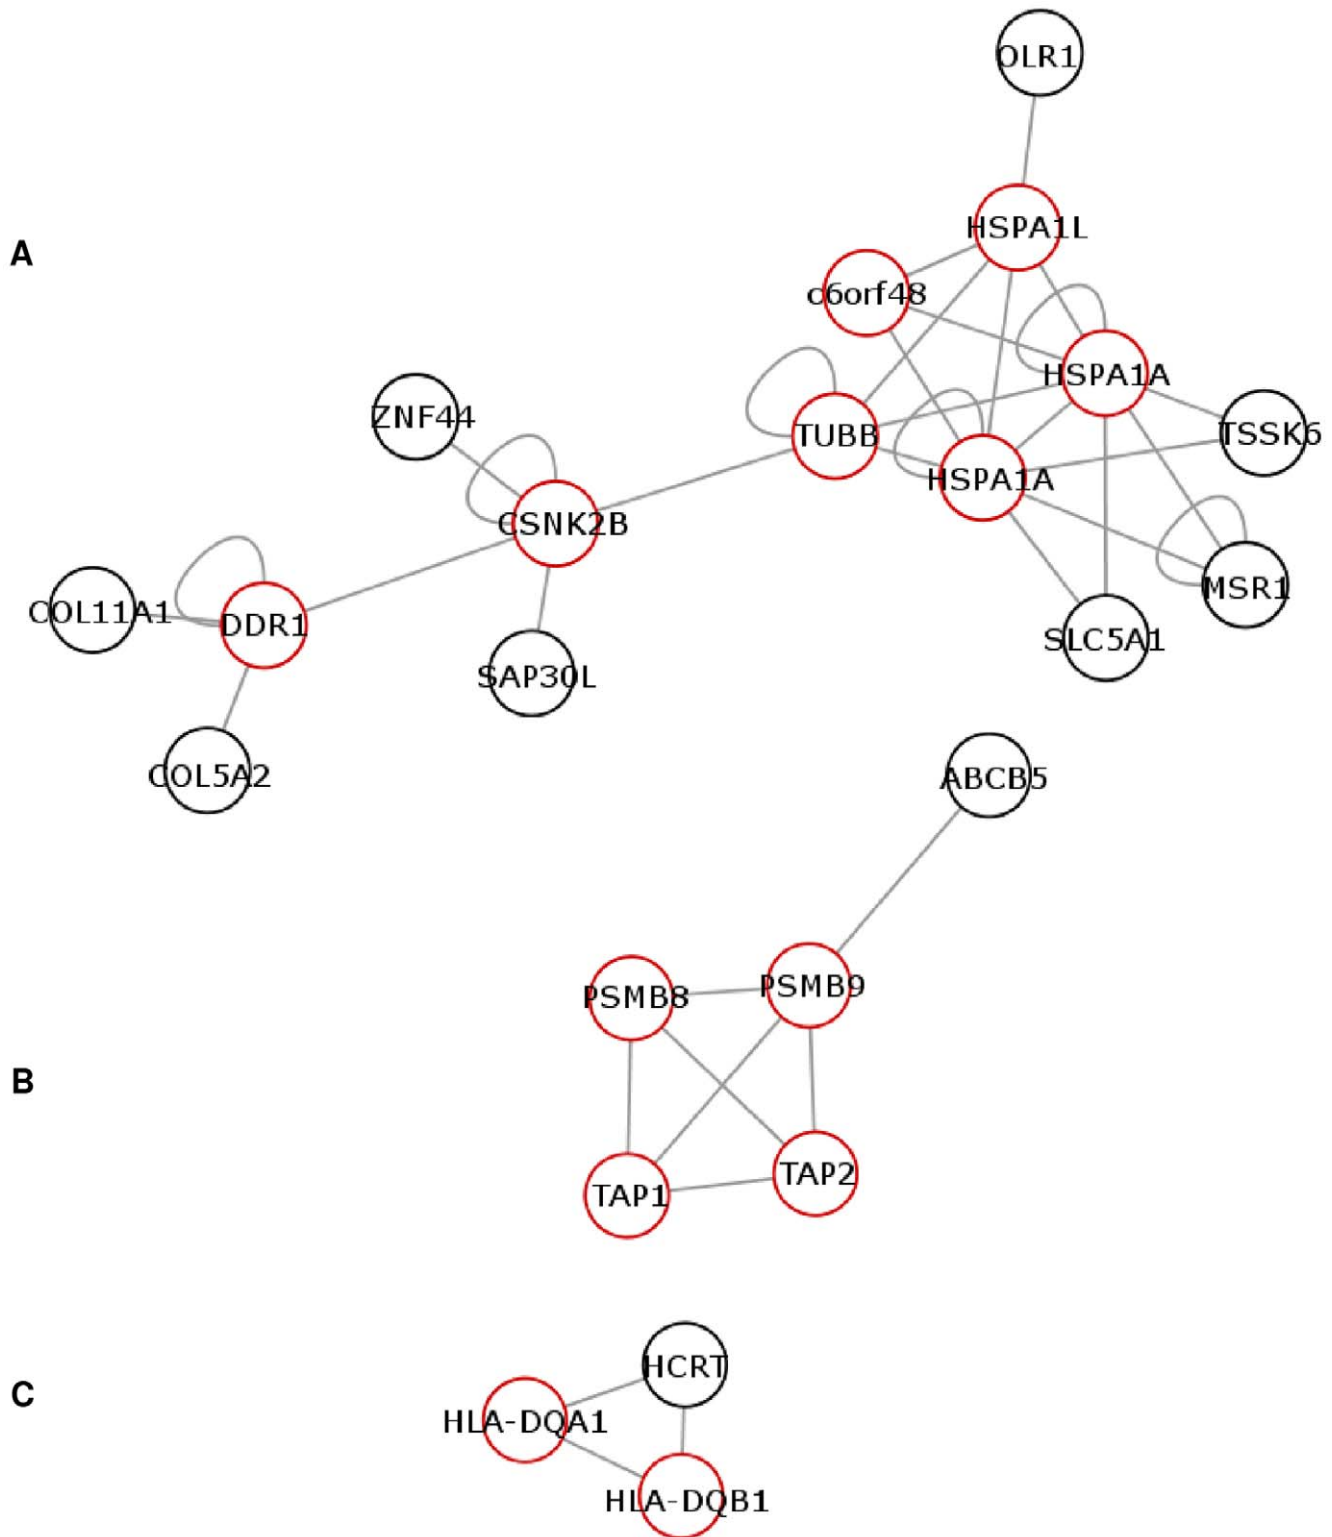 OLR1
HSPA1L
A
c6orf48
HSPA1A
ZNF44
TUBB
TSSK6
HSPA1A
CSNK2B
MSR1
COL11A1
DDR1
SLC5A1
SAP30L
COL5A2
ABCB5
PSMB8
PSMB9
B
TAP1
TAP2
HCRT
C
HLA-DQA1
HLA-DQB1